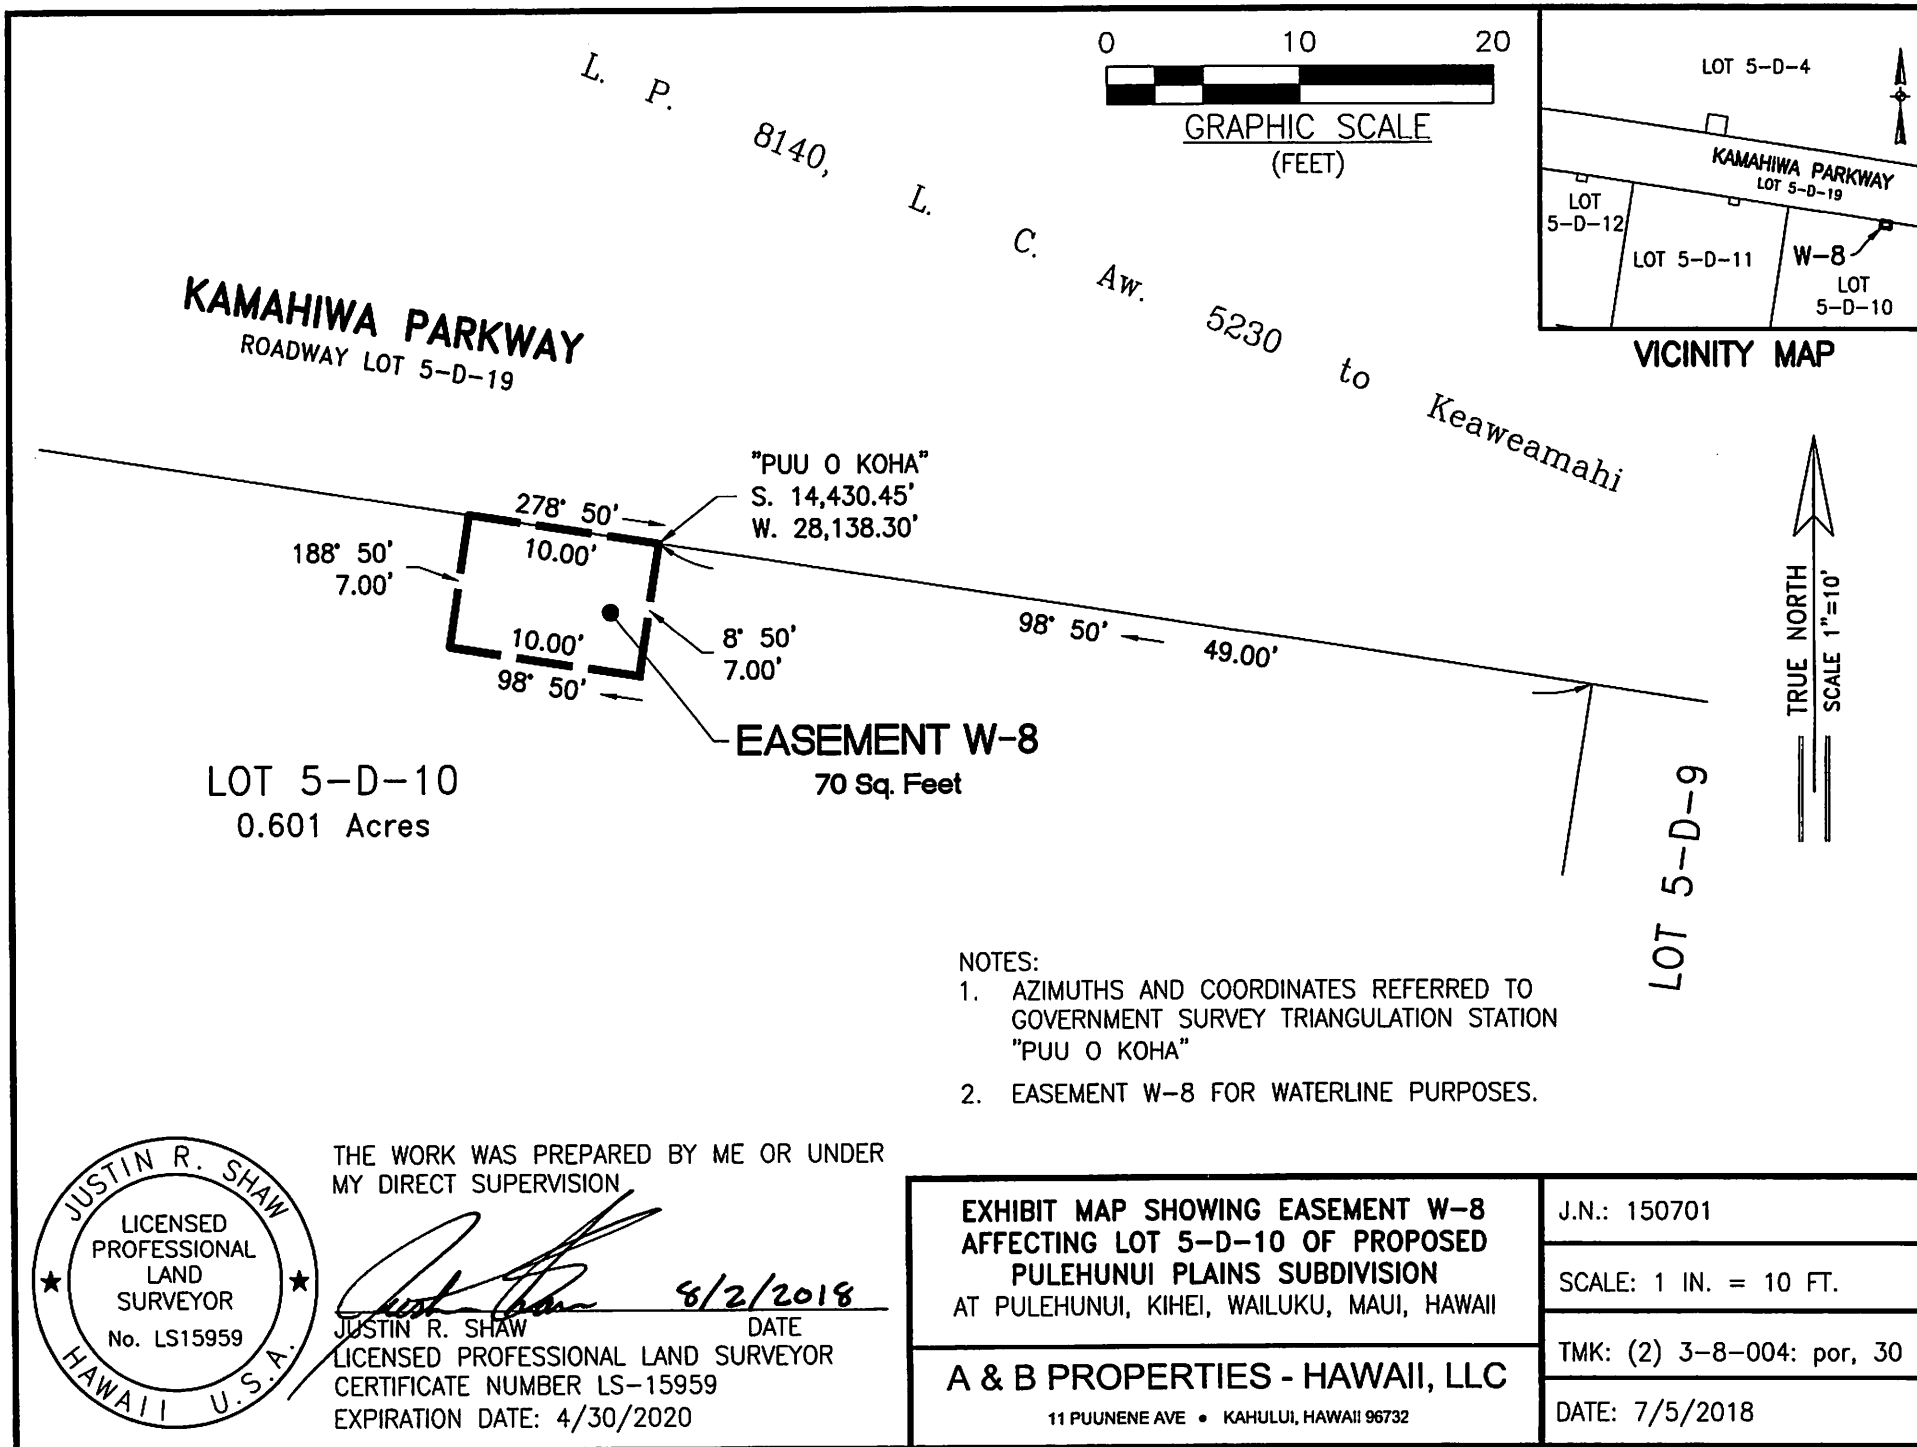 0 10 20
GRAPHIC SCALE
(FEET)
L. P. 8140, L. C. Aw. 5230 to Keaweamahi
LOT 5-D-4
KAMAHIWA PARKWAY
LOT 5-D-19
LOT
5-D-12
LOT 5-D-11
W-8
LOT
5-D-10
VICINITY MAP
KAMAHIWA PARKWAY
ROADWAY LOT 5-D-19
"PUU O KOHA"
S. 14,430.45'
W. 28,138.30'
278° 50'
10.00'
188° 50'
7.00'
8° 50'
7.00'
10.00'
98° 50'
98° 50' 49.00'
TRUE NORTH
SCALE 1"=10'
EASEMENT W-8
70 Sq. Feet
LOT 5-D-10
0.601 Acres
LOT 5-D-9
NOTES:
1. AZIMUTHS AND COORDINATES REFERRED TO
GOVERNMENT SURVEY TRIANGULATION STATION
"PUU O KOHA"
2. EASEMENT W-8 FOR WATERLINE PURPOSES.
JUSTIN R. SHAW
LICENSED
PROFESSIONAL
LAND
SURVEYOR
No. LS15959
HAWAII U.S.A.
THE WORK WAS PREPARED BY ME OR UNDER
MY DIRECT SUPERVISION
8/2/2018
JUSTIN R. SHAW DATE
LICENSED PROFESSIONAL LAND SURVEYOR
CERTIFICATE NUMBER LS-15959
EXPIRATION DATE: 4/30/2020
EXHIBIT MAP SHOWING EASEMENT W-8
AFFECTING LOT 5-D-10 OF PROPOSED
PULEHUNUI PLAINS SUBDIVISION
AT PULEHUNUI, KIHEI, WAILUKU, MAUI, HAWAII
A & B PROPERTIES - HAWAII, LLC
11 PUUNENE AVE • KAHULUI, HAWAII 96732
J.N.: 150701
SCALE: 1 IN. = 10 FT.
TMK: (2) 3-8-004: por, 30
DATE: 7/5/2018